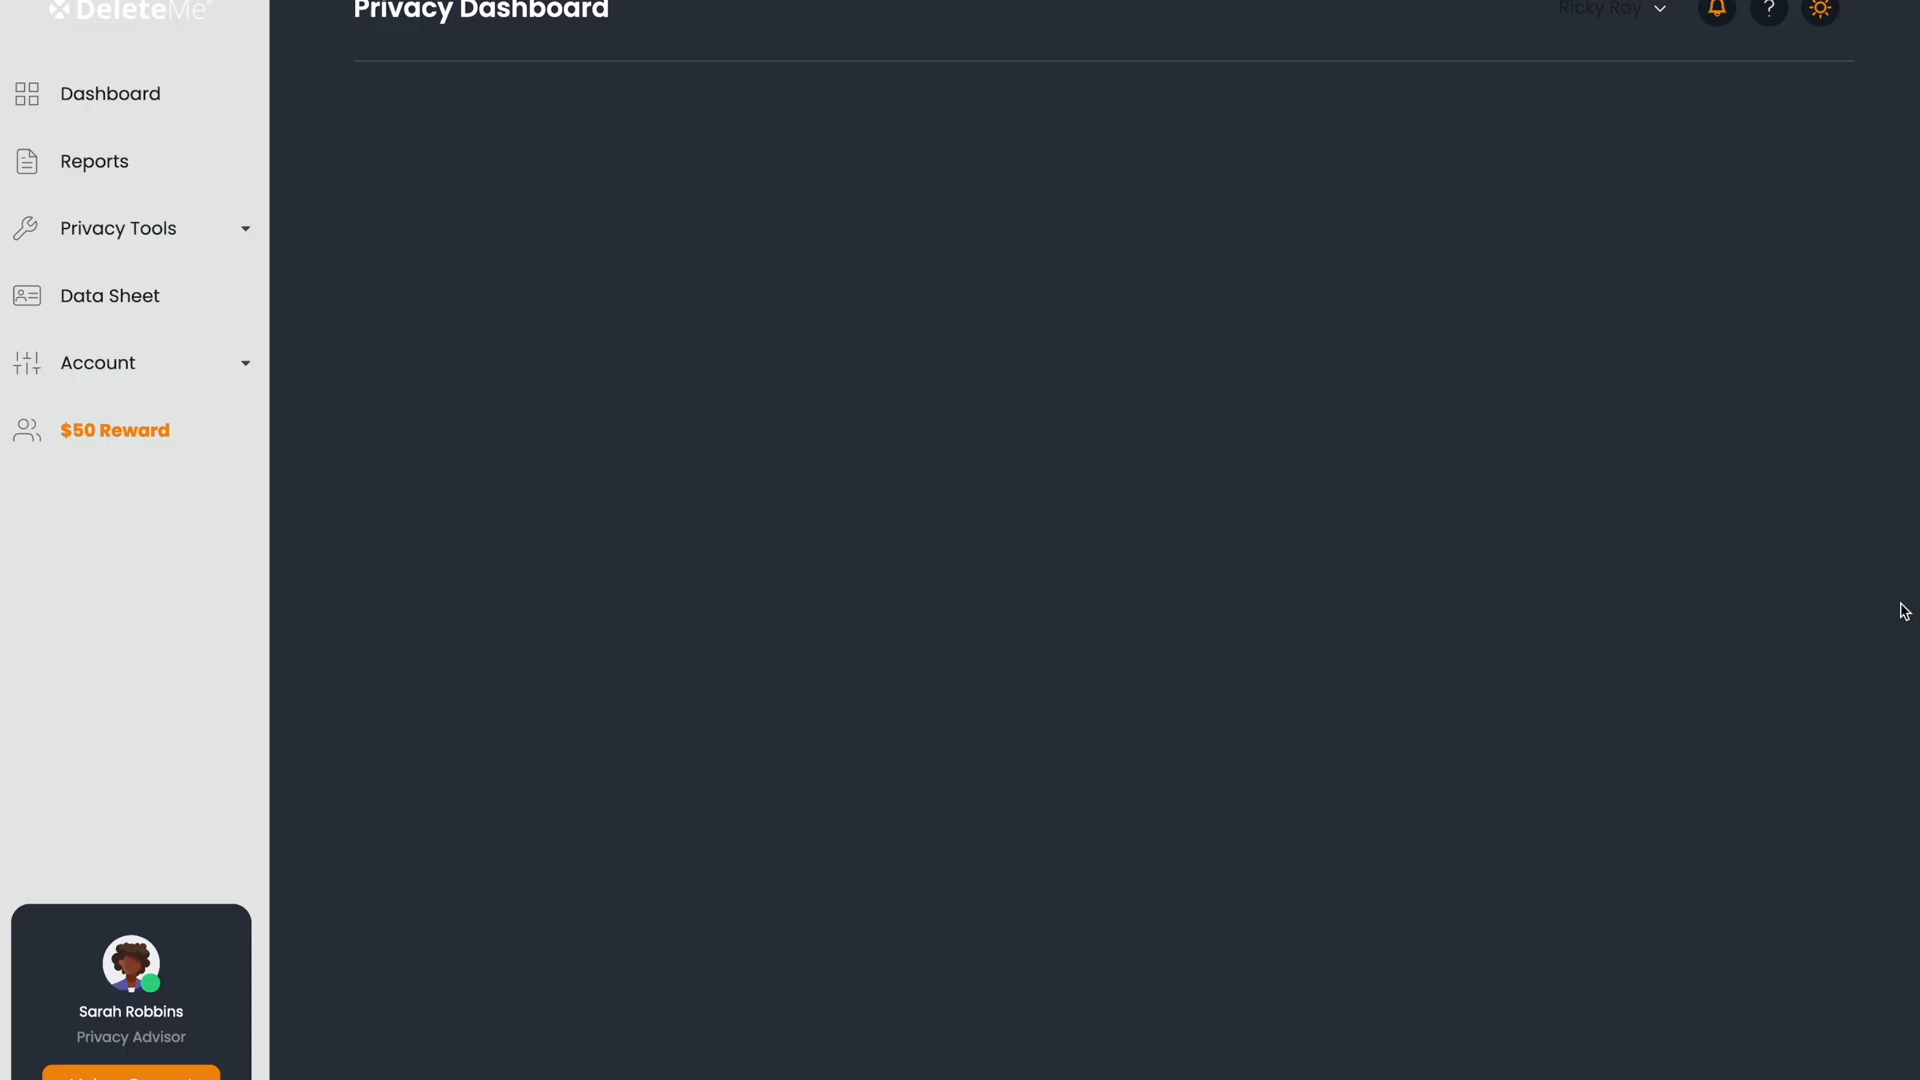 DeleteMe
Privacy Dashboard
Ricky Roy
?
Dashboard
Reports
Privacy Tools
Data Sheet
Account
$50 Reward
Sarah Robbins
Privacy Advisor